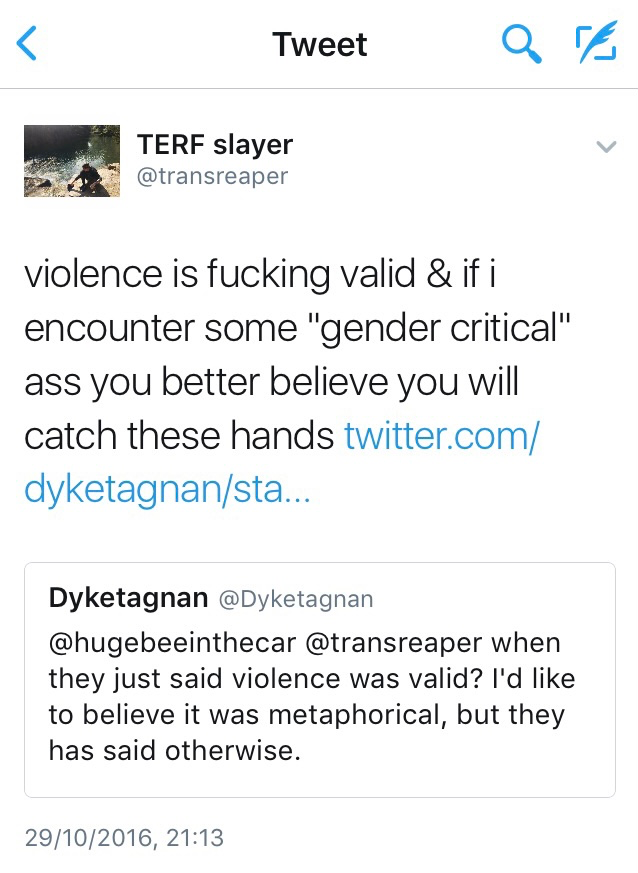 Tweet
TERF slayer
@transreaper
violence is fucking valid & if i
encounter some "gender critical"
ass you better believe you will
catch these hands twitter.com/
dyketagnan/sta...
Dyketagnan @Dyketagnan
@hugebeeinthecar @transreaper when
they just said violence was valid? I'd like
to believe it was metaphorical, but they
has said otherwise.
29/10/2016, 21:13